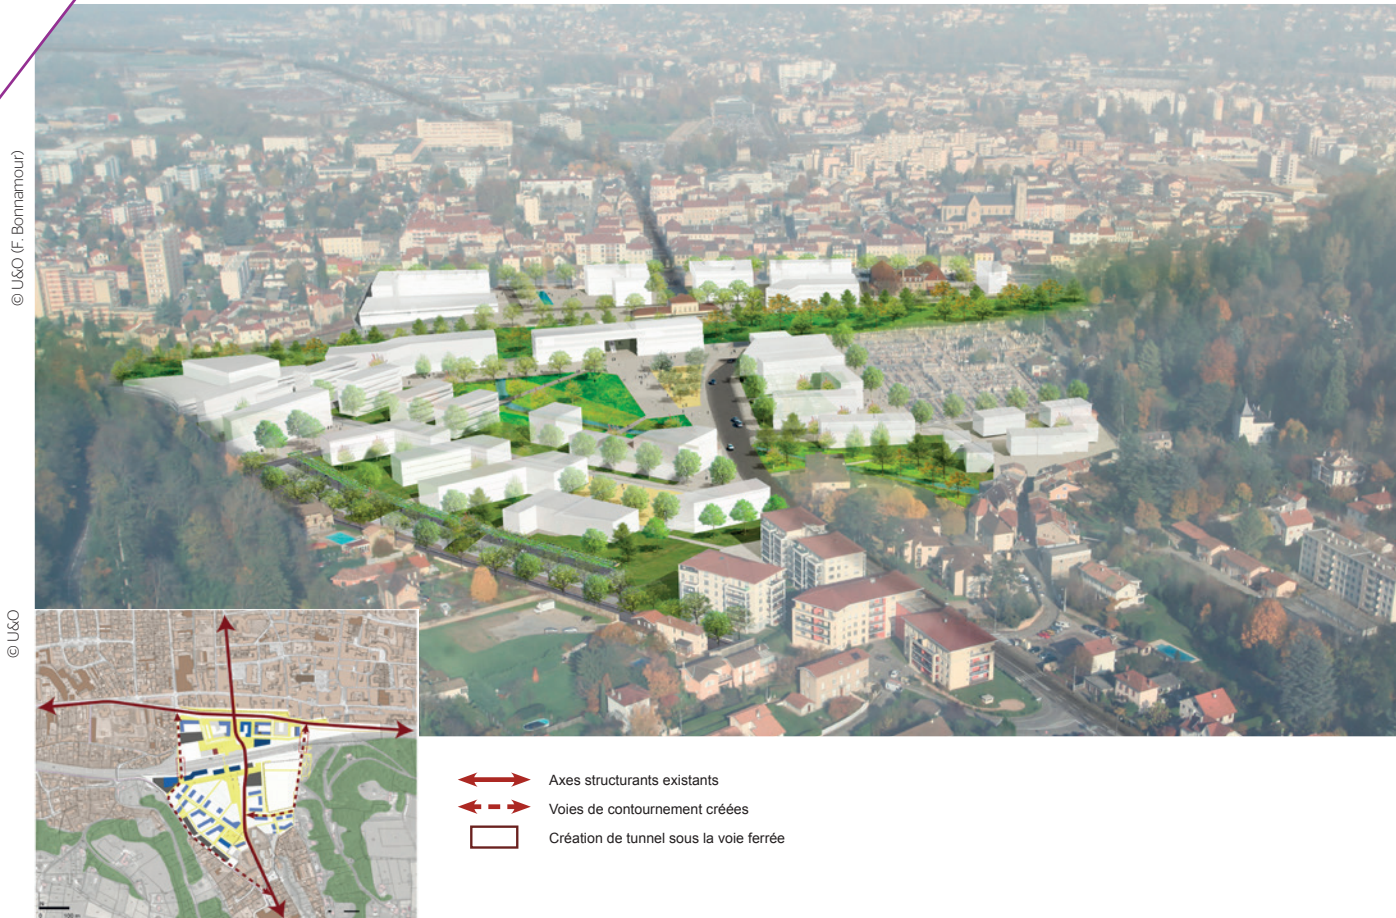 © U&O (F. Bonnamour)
© U&O
Axes structurants existants
Voies de contournement créées
Création de tunnel sous la voie ferrée